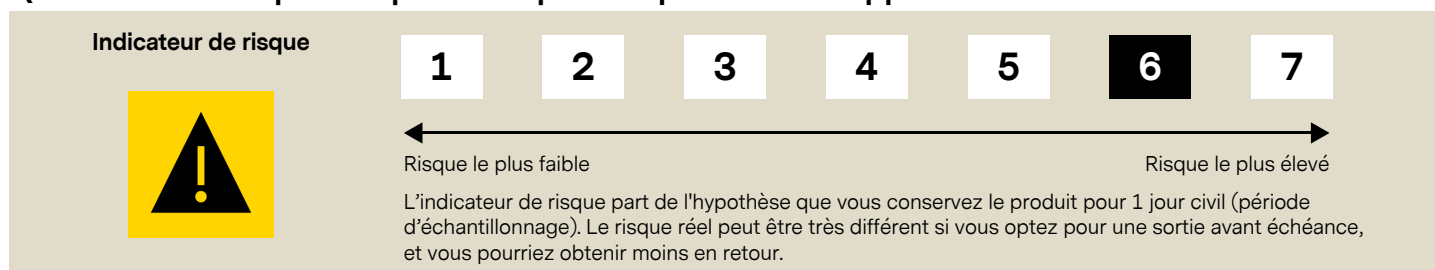 Indicateur de risque
1 2 3 4 5 6 7
Risque le plus faible Risque le plus élevé
L’indicateur de risque part de l'hypothèse que vous conservez le produit pour 1 jour civil (période
d’échantillonnage). Le risque réel peut être très différent si vous optez pour une sortie avant échéance,
et vous pourriez obtenir moins en retour.